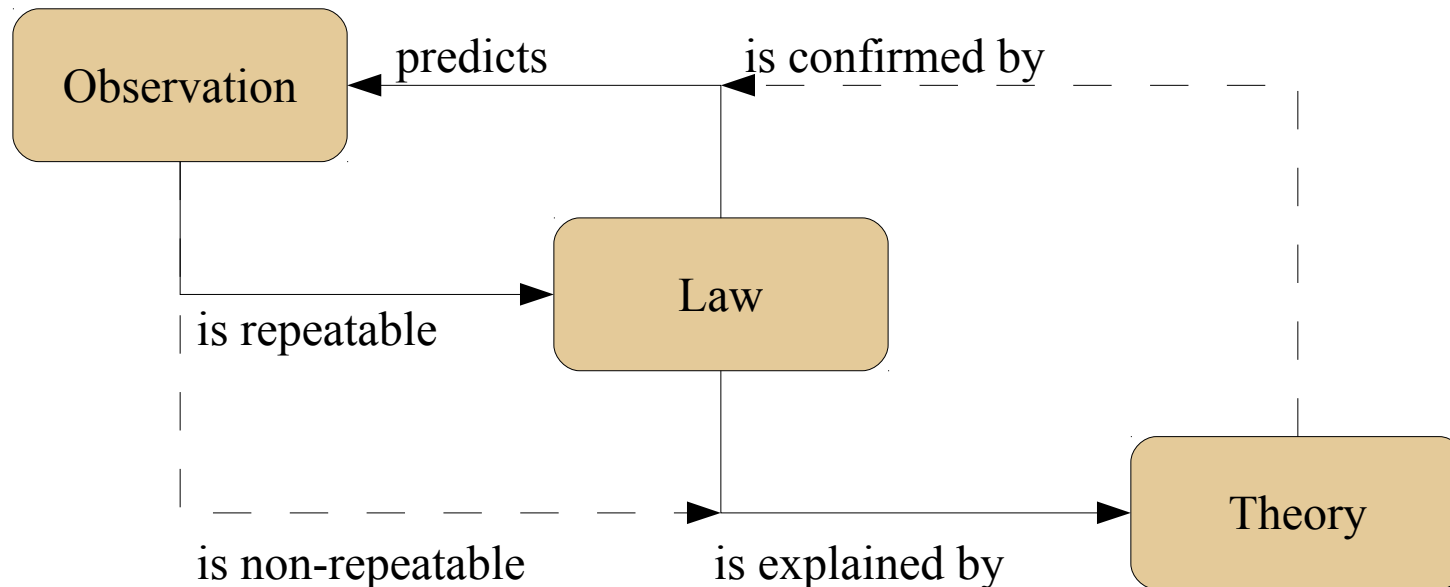 predicts
is confirmed by
Observation
Law
is repeatable
Theory
is non-repeatable
is explained by